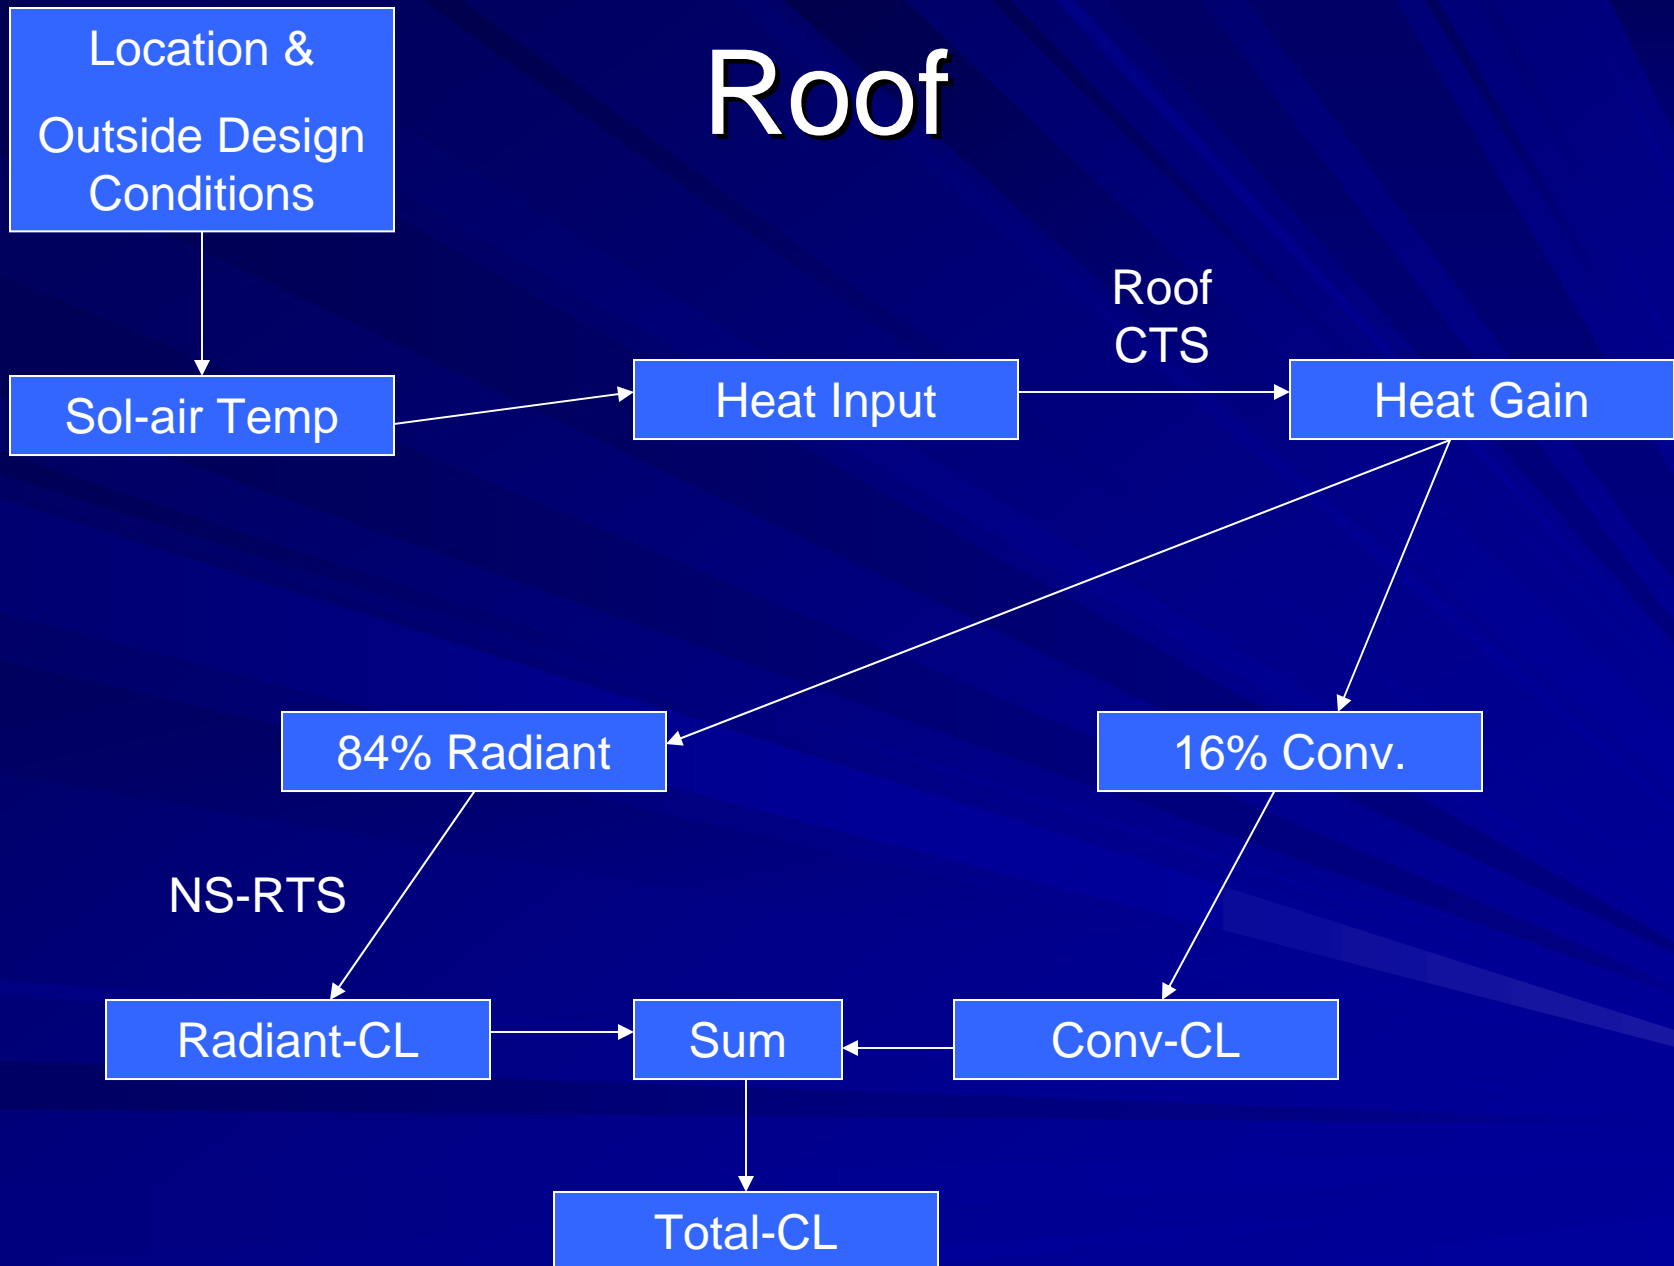 Roof
Location &
Outside Design
Conditions
Roof
CTS
Sol-air Temp
Heat Input
Heat Gain
84% Radiant
16% Conv.
NS-RTS
Radiant-CL
Sum
Conv-CL
Total-CL